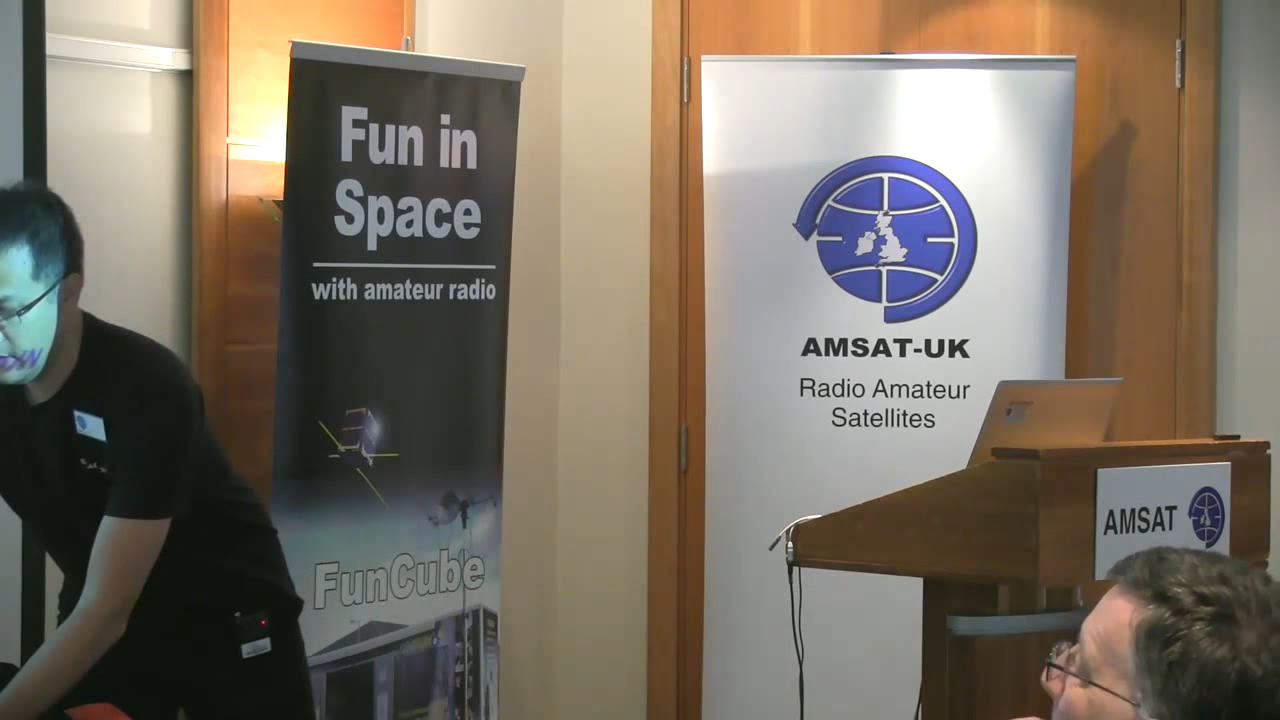 Fun in
Space
with amateur radio
FunCube
AMSAT-UK
Radio Amateur
Satellites
AMSAT